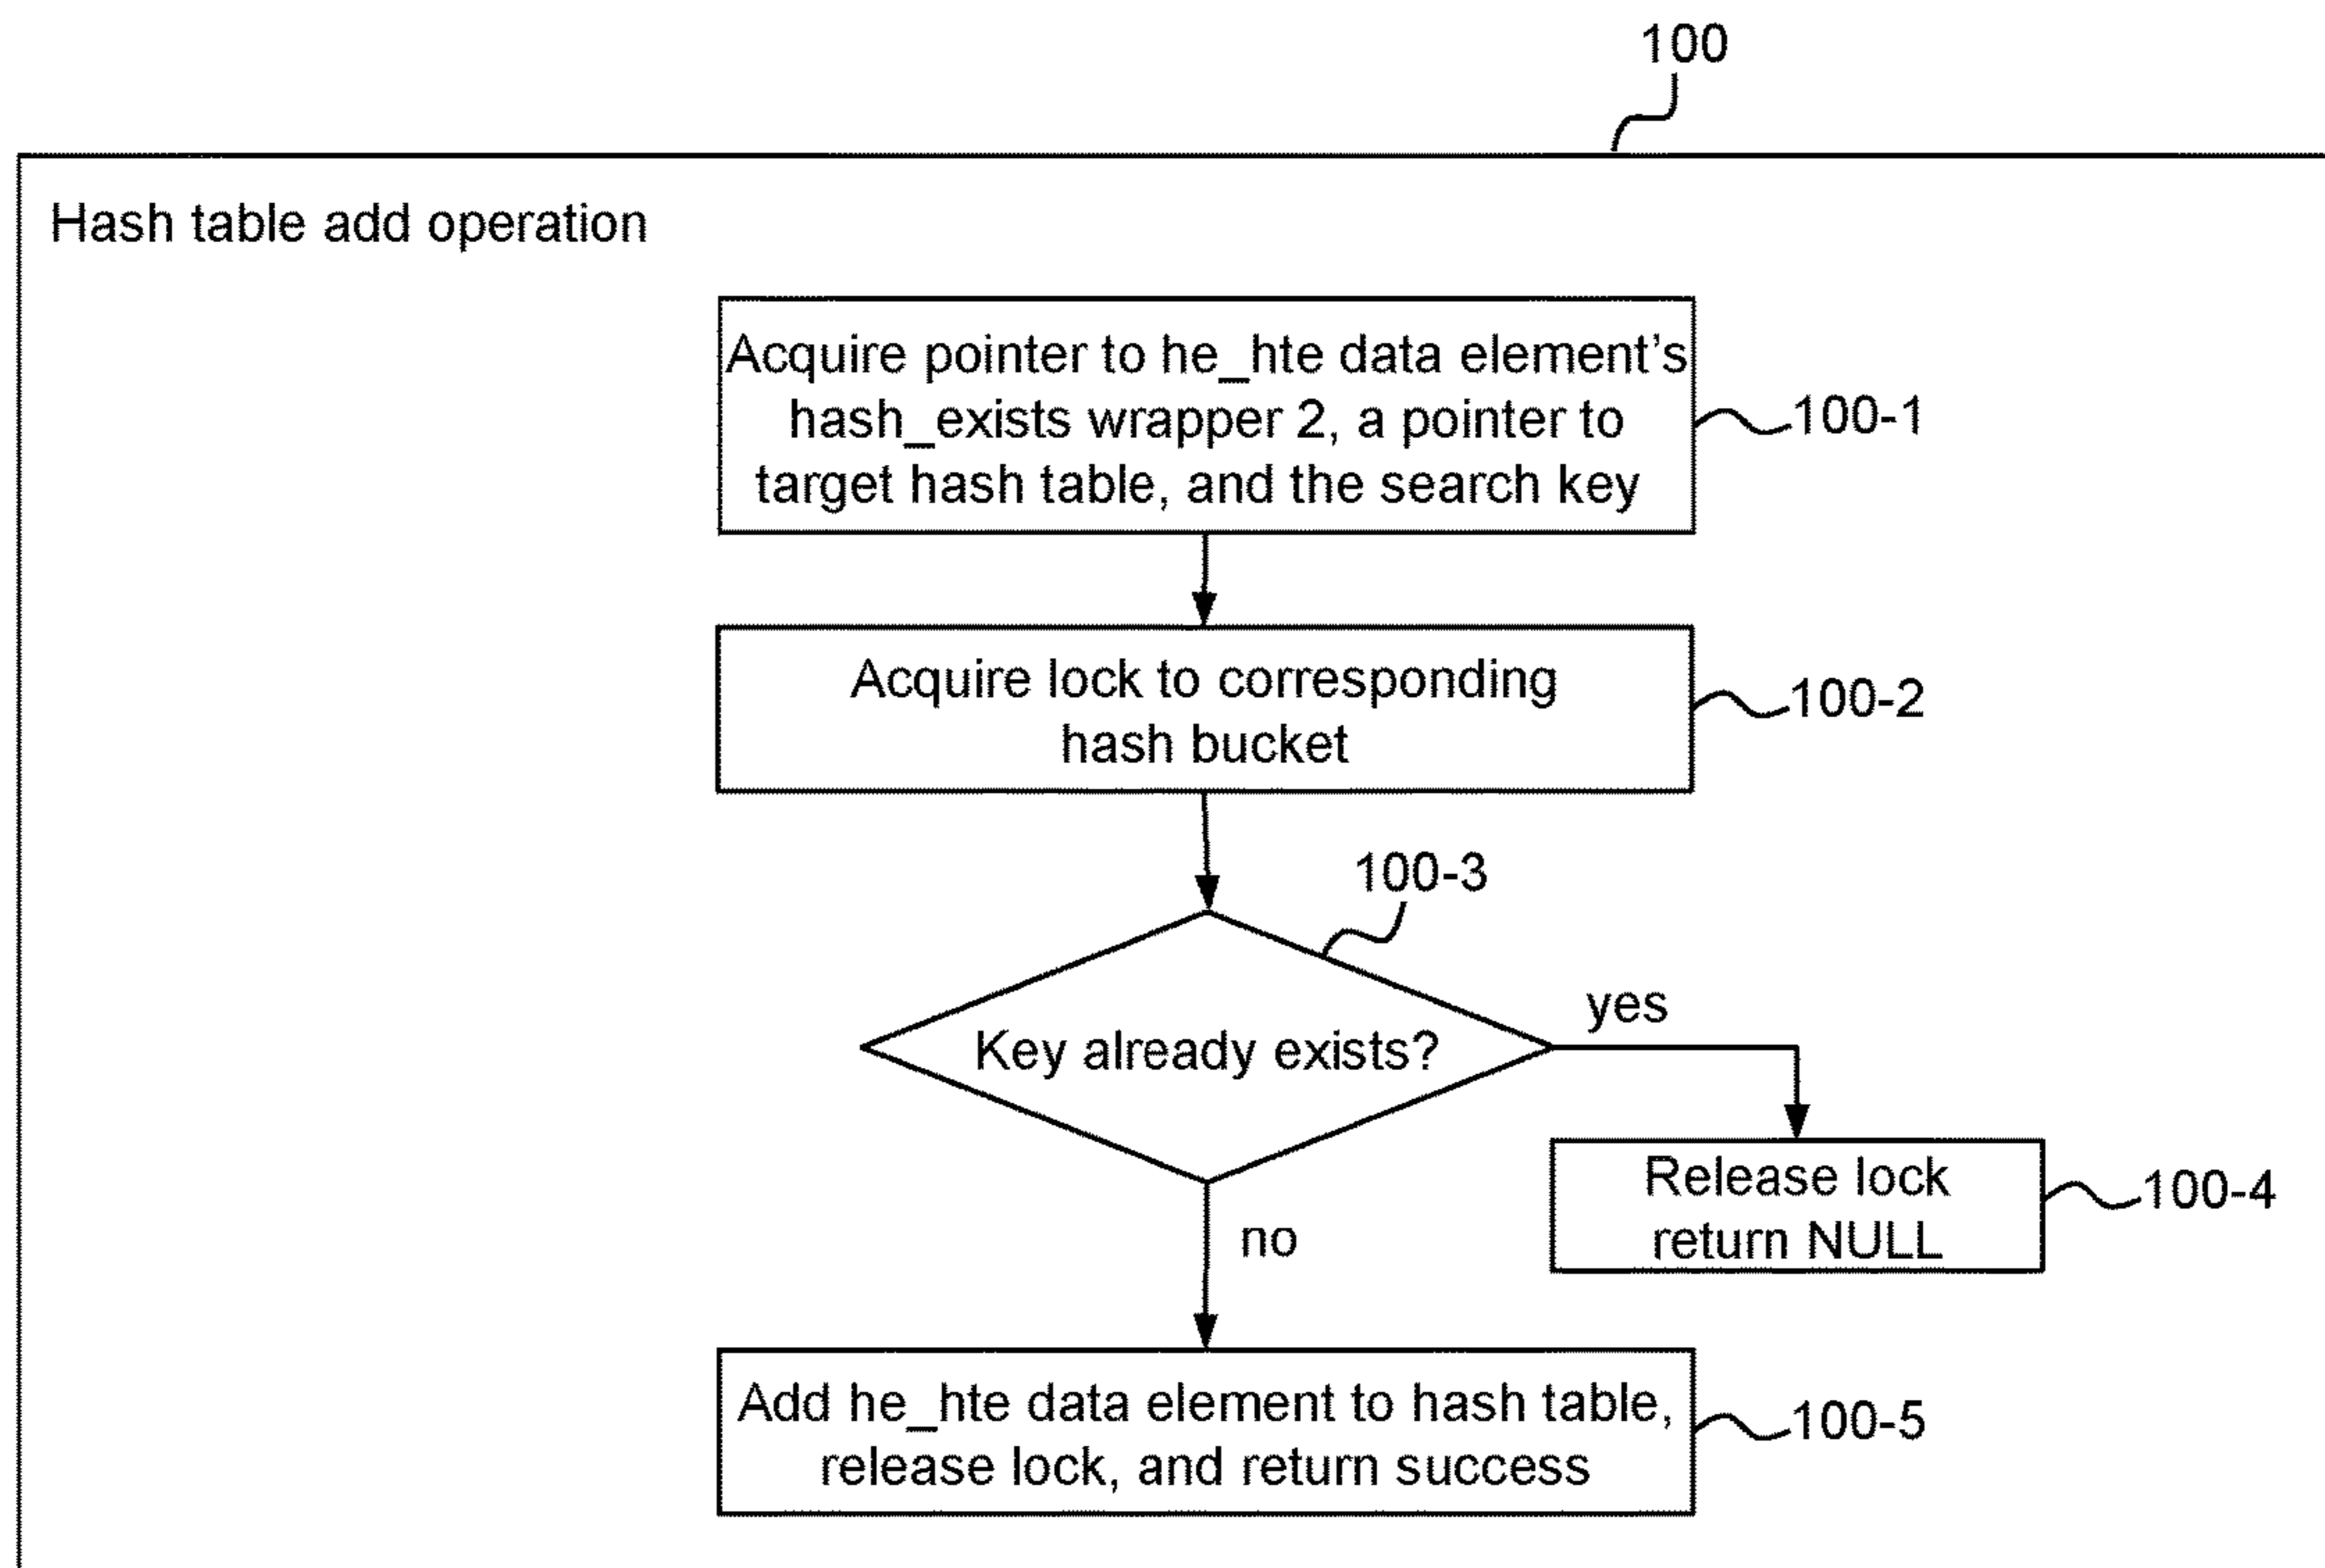 100
Hash table add operation
Acquire pointer to he_hte data element's
hash_exists wrapper 2, a pointer to
target hash table, and the search key
100-1
Acquire lock to corresponding
hash bucket
100-2
100-3
Key already exists?
yes
Release lock
return NULL
100-4
no
Add he_hte data element to hash table,
release lock, and return success
100-5